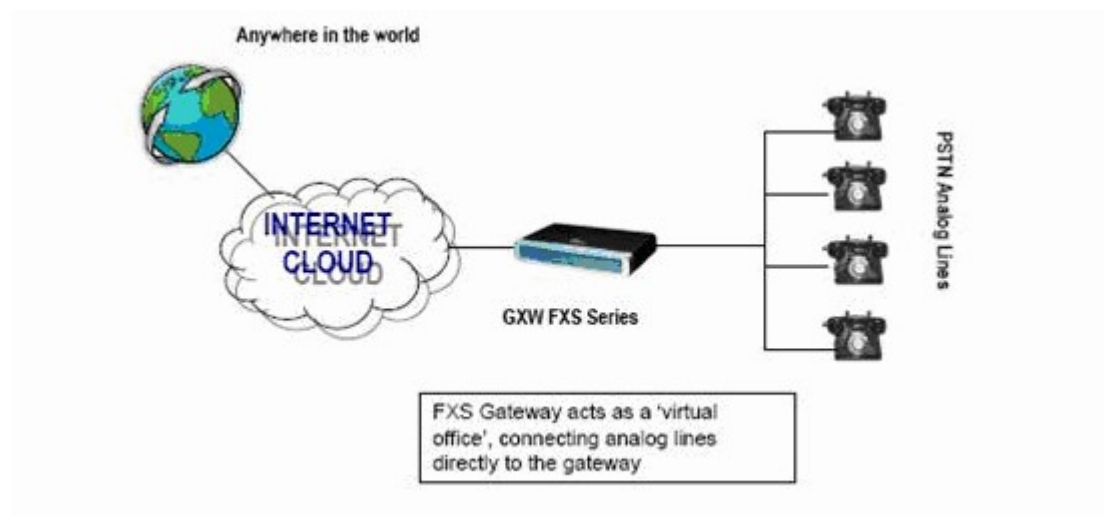 Anywhere in the world
INTERNET
CLOUD
PSTN Analog Lines
GXW FXS Series
FXS Gateway acts as a 'virtual
office', connecting analog lines
directly to the gateway